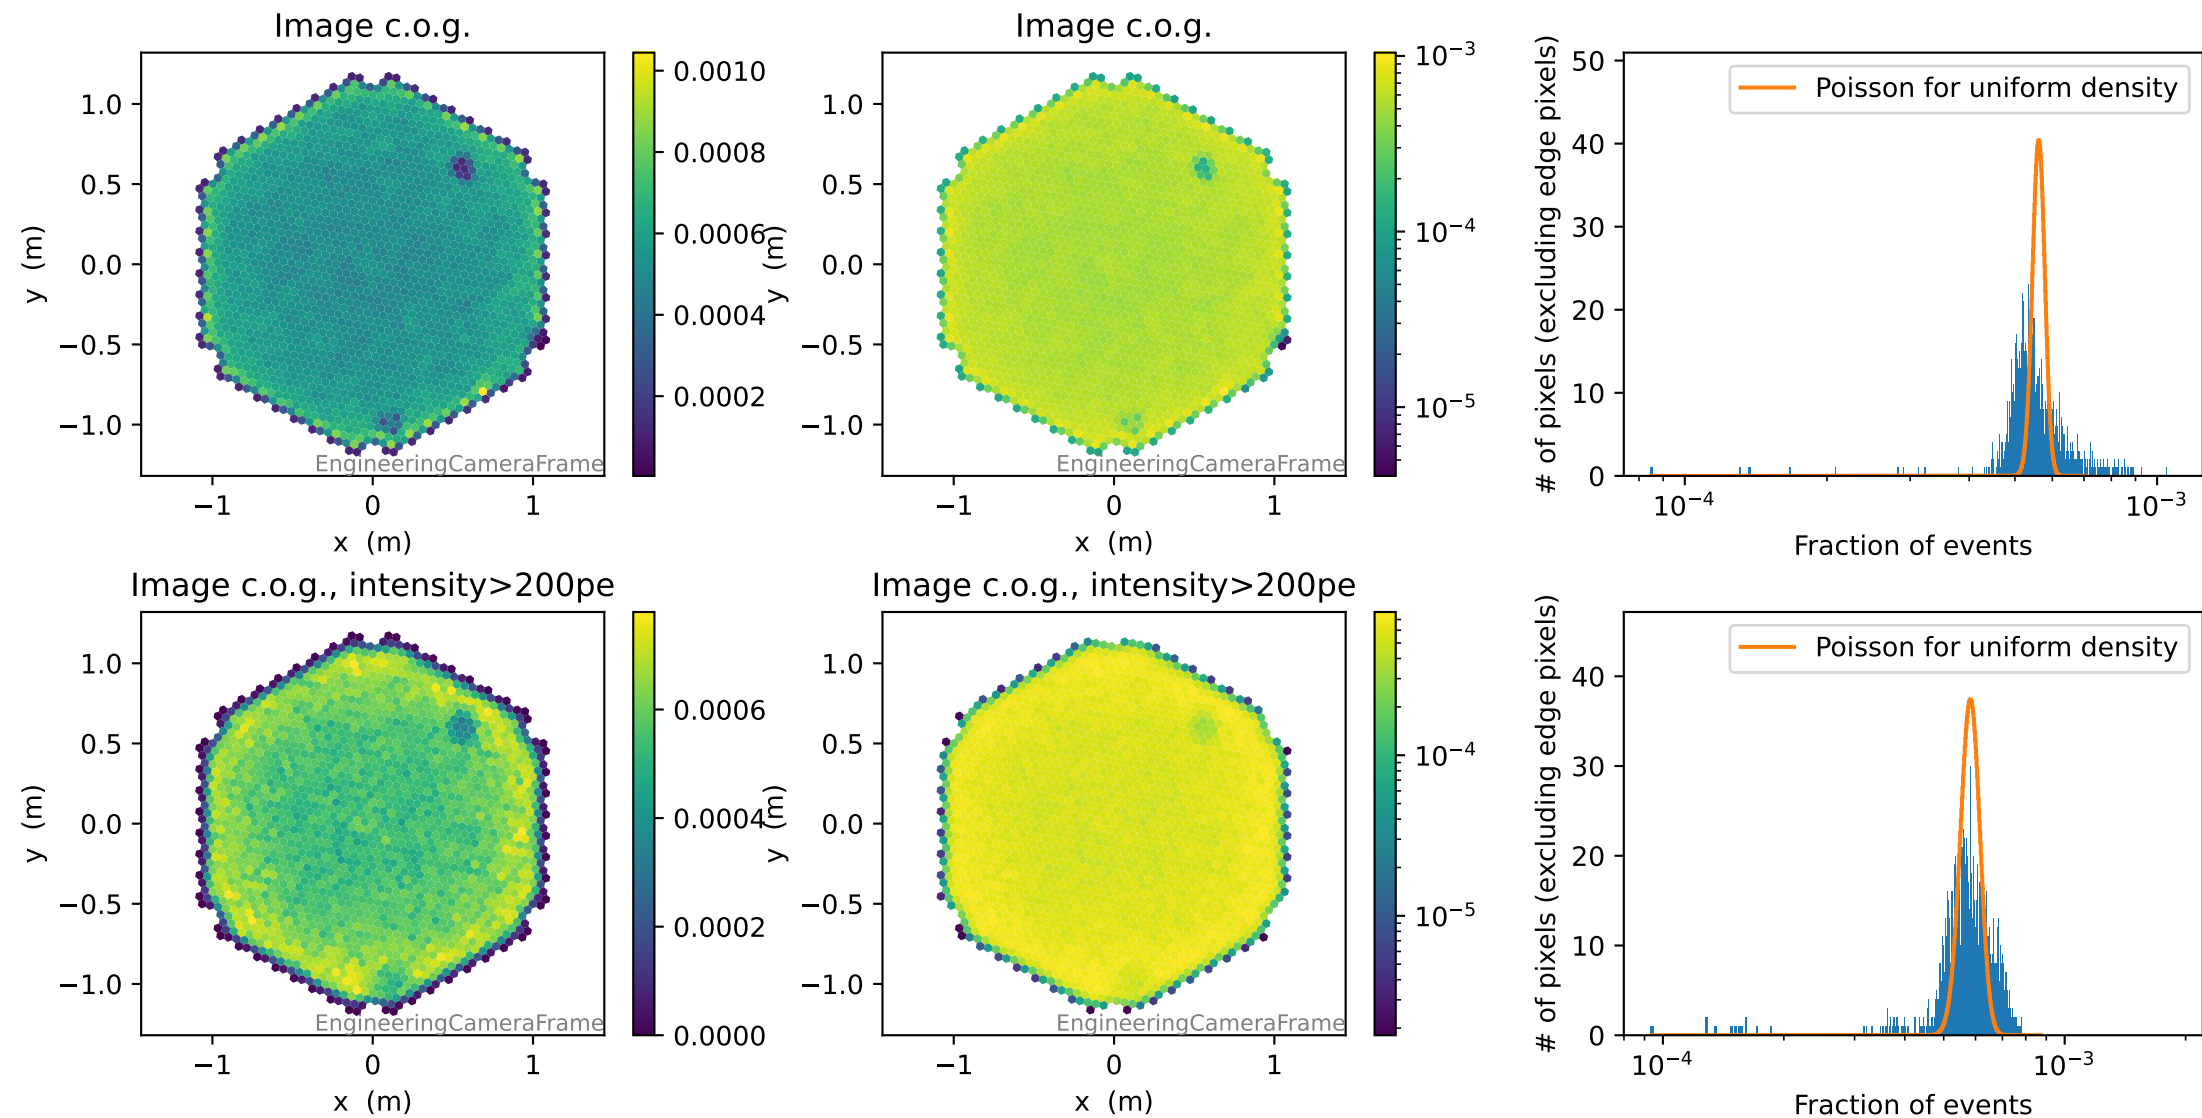 Image c.o.g.
1.0
0.5
0.0
−0.5
−1.0
y (m)
−1
0
1
x (m)
EngineeringCameraFrame
0.0010
0.0008
0.0006
0.0004
0.0002
Image c.o.g.
1.0
0.5
0.0
−0.5
−1.0
y (m)
−1
0
1
x (m)
EngineeringCameraFrame
10⁻³
10⁻⁴
10⁻⁵
# of pixels (excluding edge pixels)
50
40
30
20
10
0
Poisson for uniform density
10⁻⁴
10⁻³
Fraction of events
Image c.o.g., intensity>200pe
1.0
0.5
0.0
−0.5
−1.0
y (m)
−1
0
1
x (m)
EngineeringCameraFrame
0.0006
0.0004
0.0002
0.0000
Image c.o.g., intensity>200pe
1.0
0.5
0.0
−0.5
−1.0
y (m)
−1
0
1
x (m)
EngineeringCameraFrame
10⁻⁴
10⁻⁵
# of pixels (excluding edge pixels)
40
30
20
10
0
Poisson for uniform density
10⁻⁴
10⁻³
Fraction of events